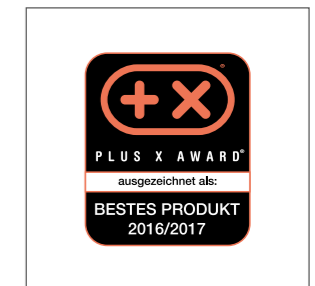 +X®
PLUS X AWARD®
ausgezeichnet als:
BESTES PRODUKT
2016/2017